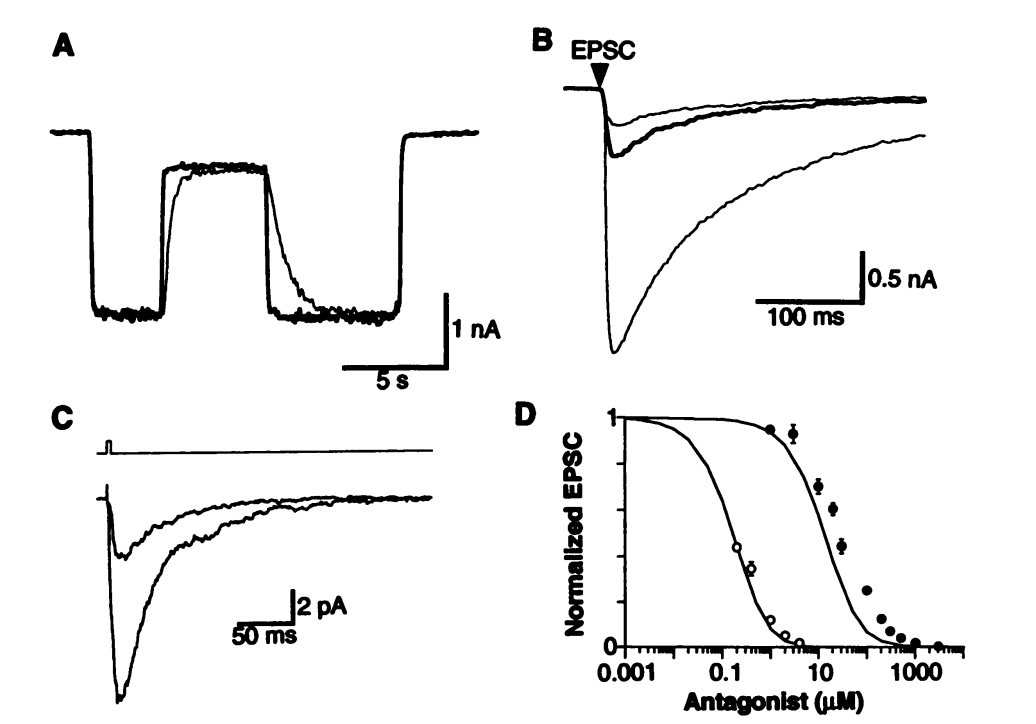 A
1 nA
5 s
B
EPSC
0.5 nA
100 ms
C
2 pA
50 ms
D
Normalized EPSC
1
0
0.001 0.1 10 1000
Antagonist (μM)